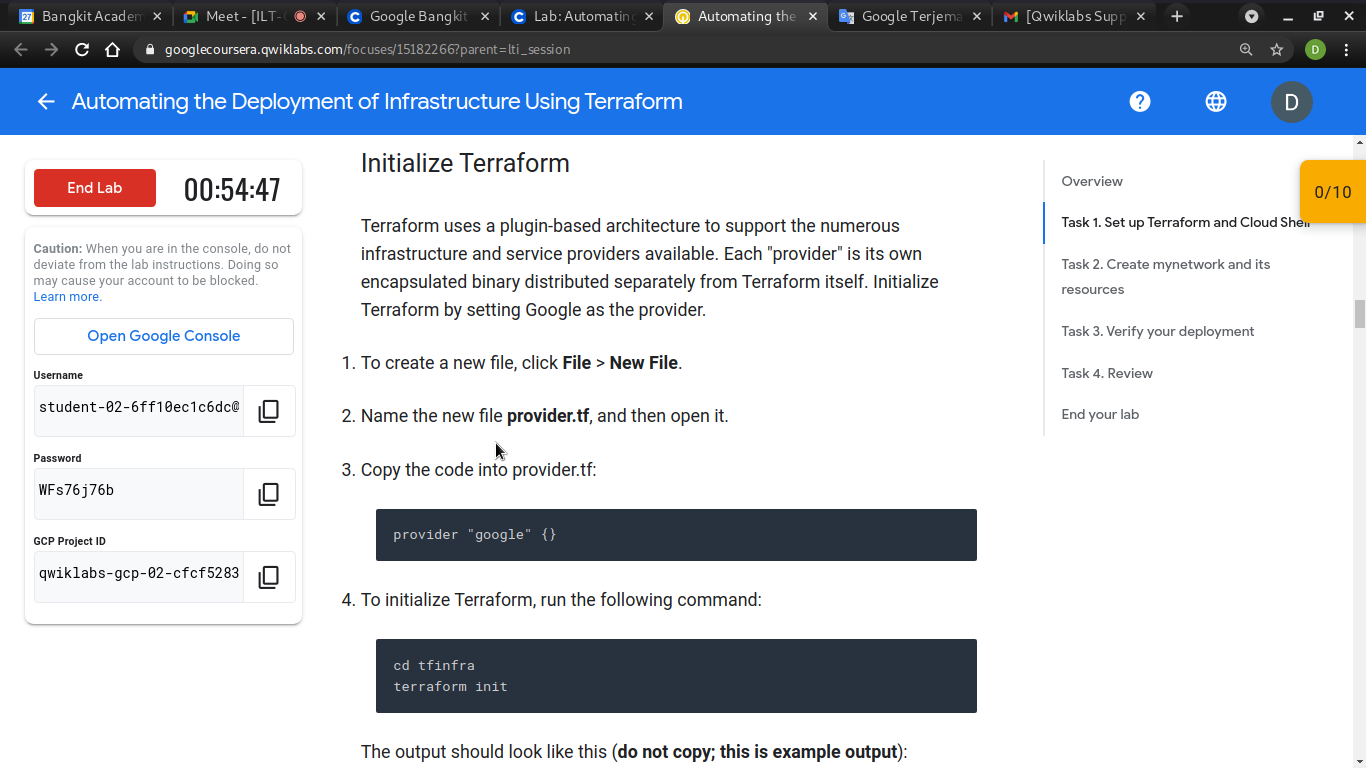 Bangkit Academ
Meet - [ILT-
Google Bangkit
Lab: Automating
Automating the
Google Terjema
[Qwiklabs Supp
googlecoursera.qwiklabs.com/focuses/15182266?parent=lti_session
D
Automating the Deployment of Infrastructure Using Terraform
D
End Lab
00:54:47
Caution: When you are in the console, do not
deviate from the lab instructions. Doing so
may cause your account to be blocked.
Learn more.
Open Google Console
Username
student-02-6ff10ec1c6dc@
Password
WFs76j76b
GCP Project ID
qwiklabs-gcp-02-cfcf5283
Initialize Terraform
Terraform uses a plugin-based architecture to support the numerous
infrastructure and service providers available. Each "provider" is its own
encapsulated binary distributed separately from Terraform itself. Initialize
Terraform by setting Google as the provider.
1. To create a new file, click File > New File.
2. Name the new file provider.tf, and then open it.
3. Copy the code into provider.tf:
provider "google" {}
4. To initialize Terraform, run the following command:
cd tfinfra
terraform init
The output should look like this (do not copy; this is example output):
Overview
Task 1. Set up Terraform and Cloud Shell
Task 2. Create mynetwork and its
resources
Task 3. Verify your deployment
Task 4. Review
End your lab
0/10